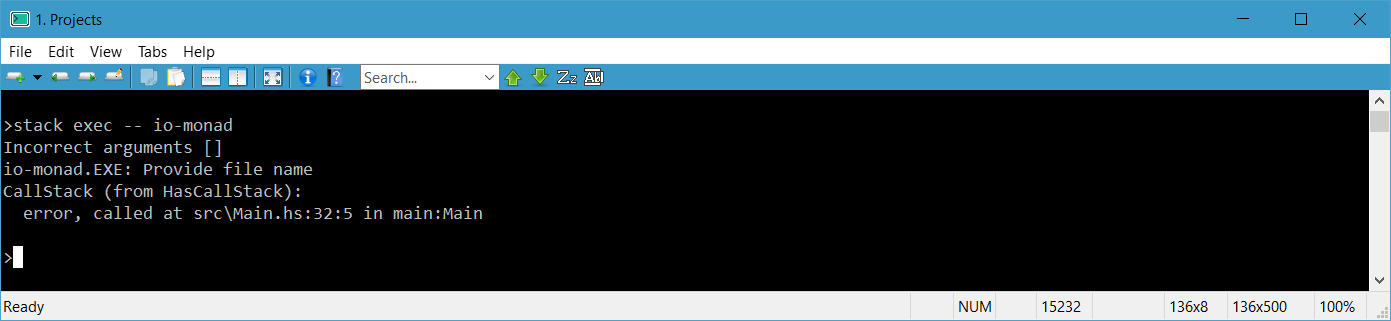 1. Projects
File Edit View Tabs Help
Search... Zz Ab
>stack exec -- io-monad
Incorrect arguments []
io-monad.EXE: Provide file name
CallStack (from HasCallStack):
  error, called at src\Main.hs:32:5 in main:Main
>
Ready NUM 15232 136x8 136x500 100%